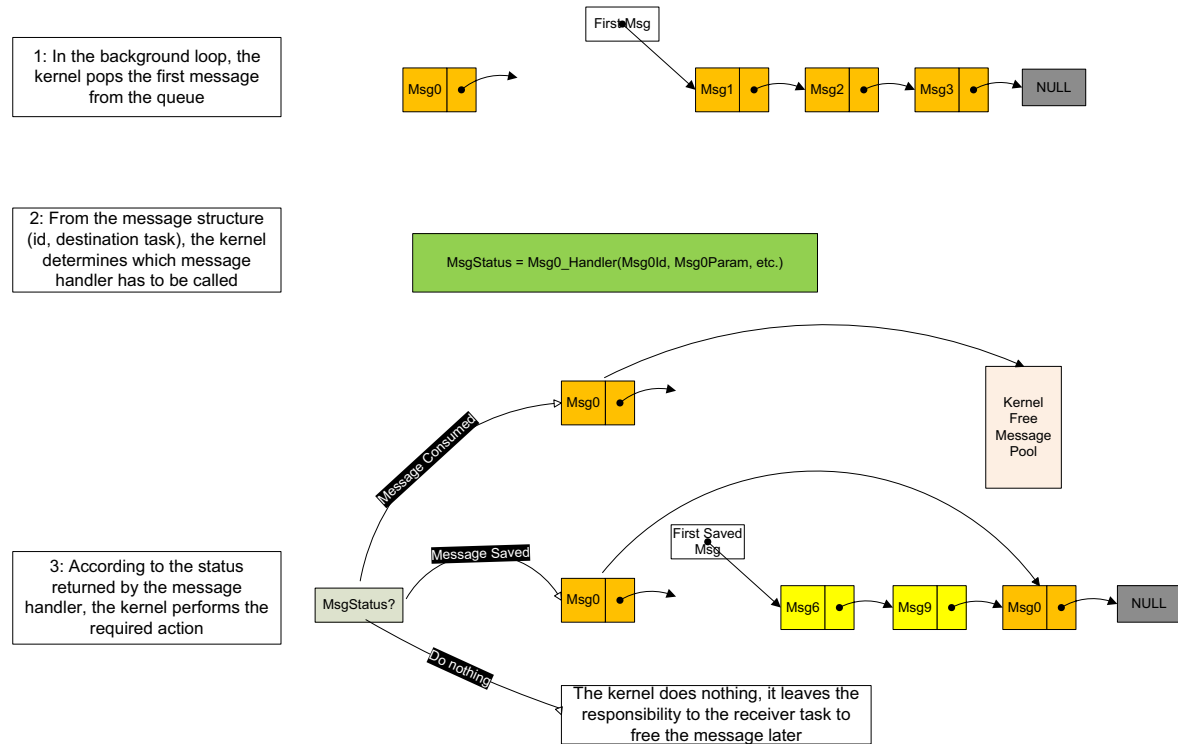 First Msg
1: In the background loop, the
kernel pops the first message
from the queue
Msg0
Msg1
Msg2
Msg3
NULL
2: From the message structure
(id, destination task), the kernel
determines which message
handler has to be called
MsgStatus = Msg0_Handler(Msg0Id, Msg0Param, etc.)
Message Consumed
Msg0
Kernel
Free
Message
Pool
3: According to the status
returned by the message
handler, the kernel performs the
required action
MsgStatus?
Message Saved
Msg0
First Saved
Msg
Msg6
Msg9
Msg0
NULL
Do nothing
The kernel does nothing, it leaves the
responsibility to the receiver task to
free the message later